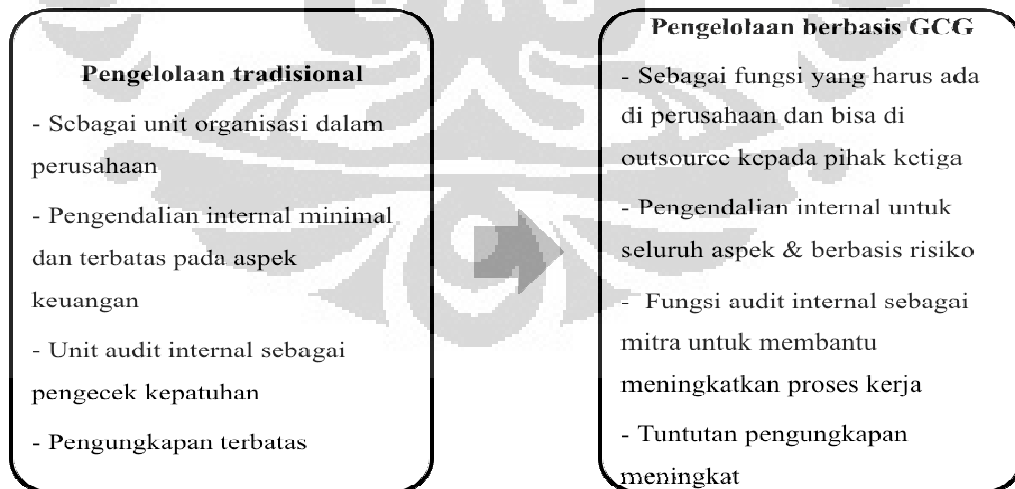 Pengelolaan tradisional
- Sebagai unit organisasi dalam
perusahaan
- Pengendalian internal minimal
dan terbatas pada aspek
keuangan
- Unit audit internal sebagai
pengecek kepatuhan
- Pengungkapan terbatas
Pengelolaan berbasis GCG
- Sebagai fungsi yang harus ada
di perusahaan dan bisa di
outsource kepada pihak ketiga
- Pengendalian internal untuk
seluruh aspek & berbasis risiko
- Fungsi audit internal sebagai
mitra untuk membantu
meningkatkan proses kerja
- Tuntutan pengungkapan
meningkat